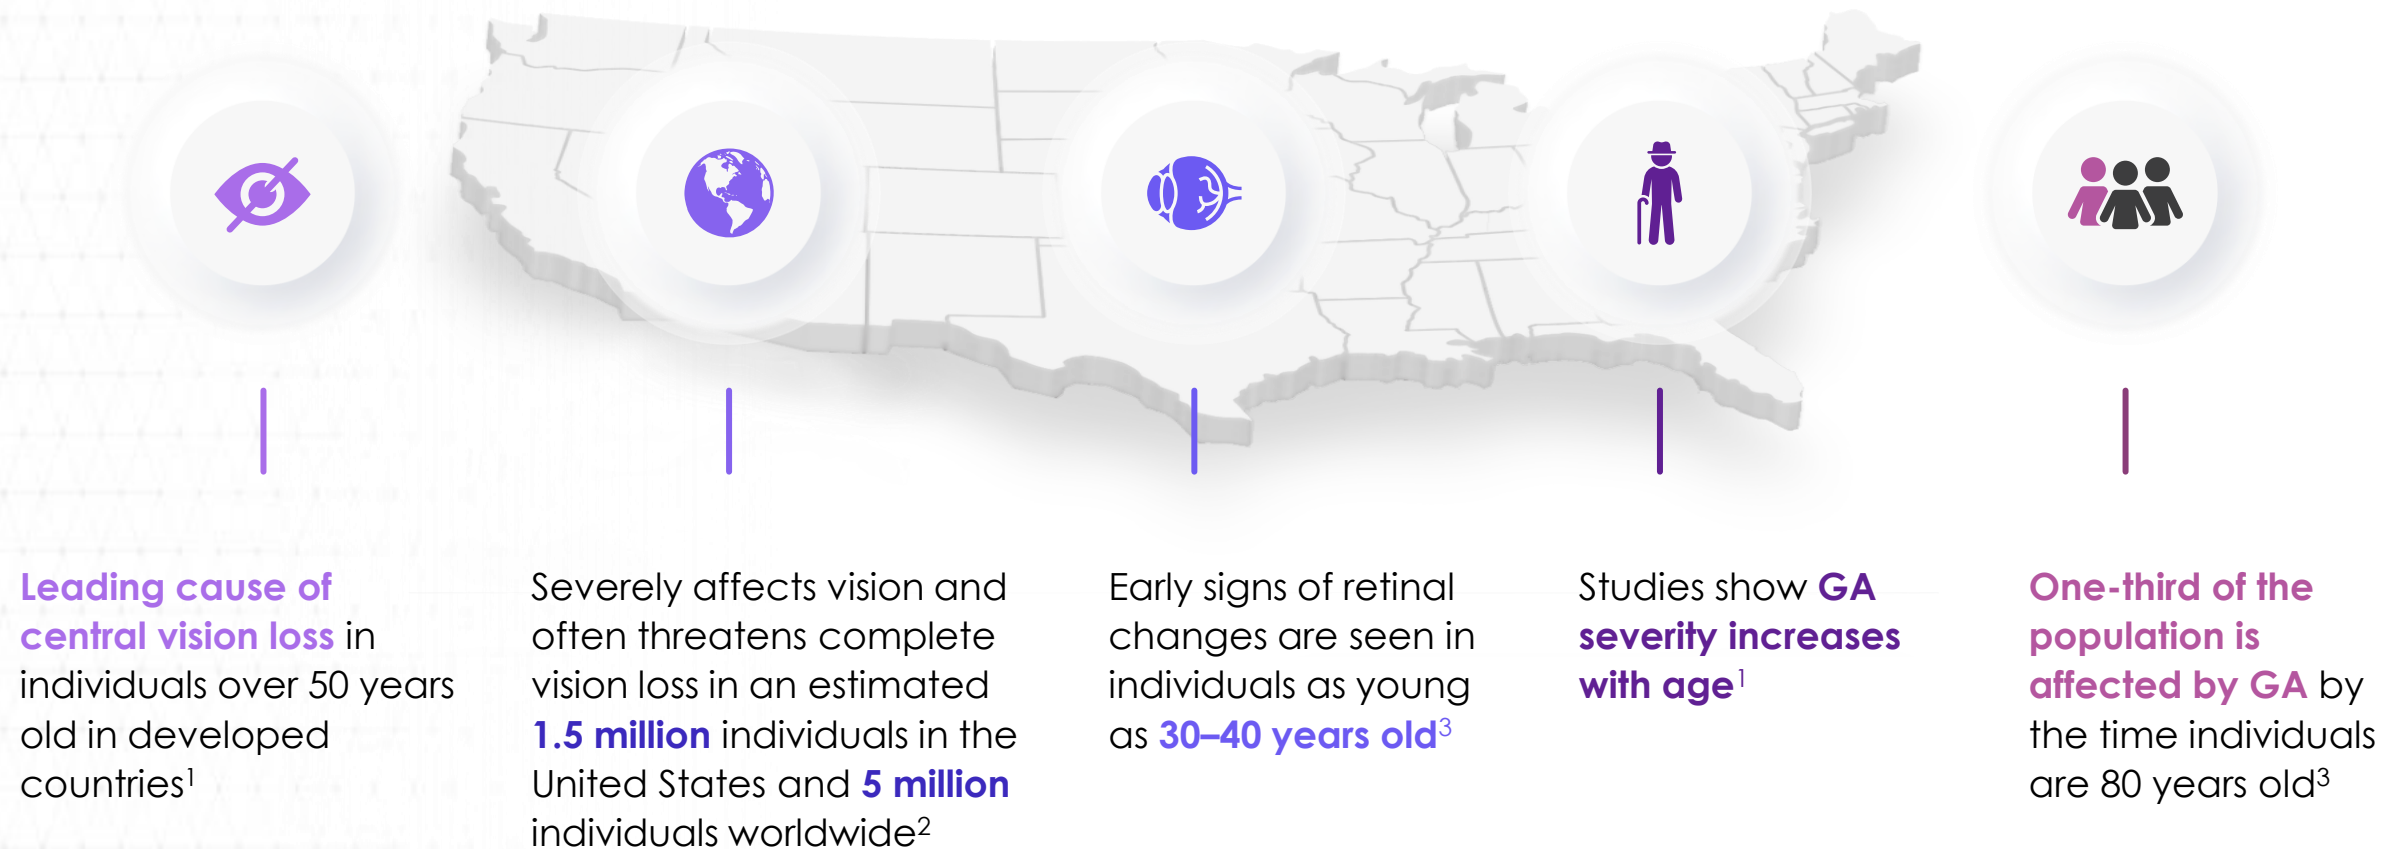 Leading cause of
central vision loss in
individuals over 50 years
old in developed
countries¹
Severely affects vision and
often threatens complete
vision loss in an estimated
1.5 million individuals in the
United States and 5 million
individuals worldwide²
Early signs of retinal
changes are seen in
individuals as young
as 30–40 years old³
Studies show GA
severity increases
with age¹
One-third of the
population is
affected by GA by
the time individuals
are 80 years old³